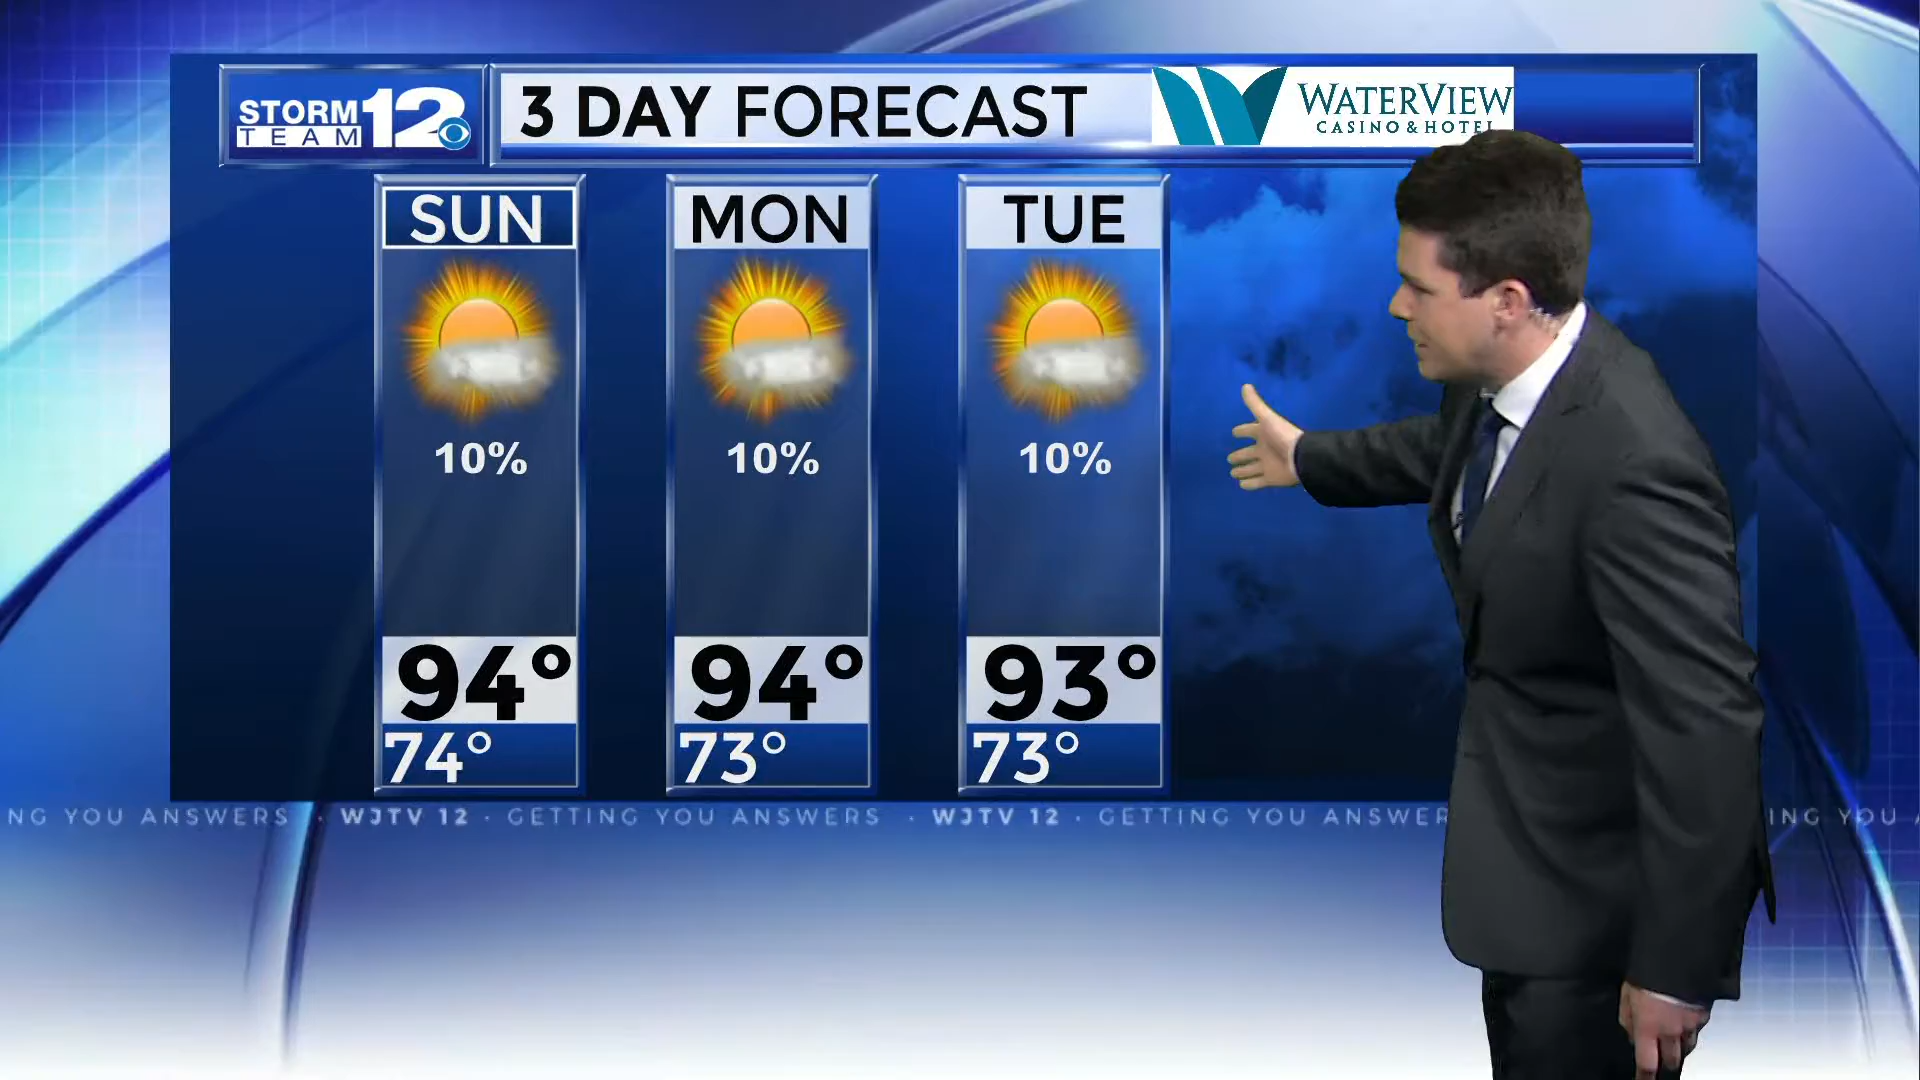 STORM
TEAM 12
3 DAY FORECAST
WATERVIEW
CASINO & HOTEL
SUN
MON
TUE
10%
10%
10%
94°
94°
93°
74°
73°
73°
NG YOU ANSWERS · WJTV 12 · GETTING YOU ANSWERS · WJTV 12 · GETTING YOU ANSWER ING YOU